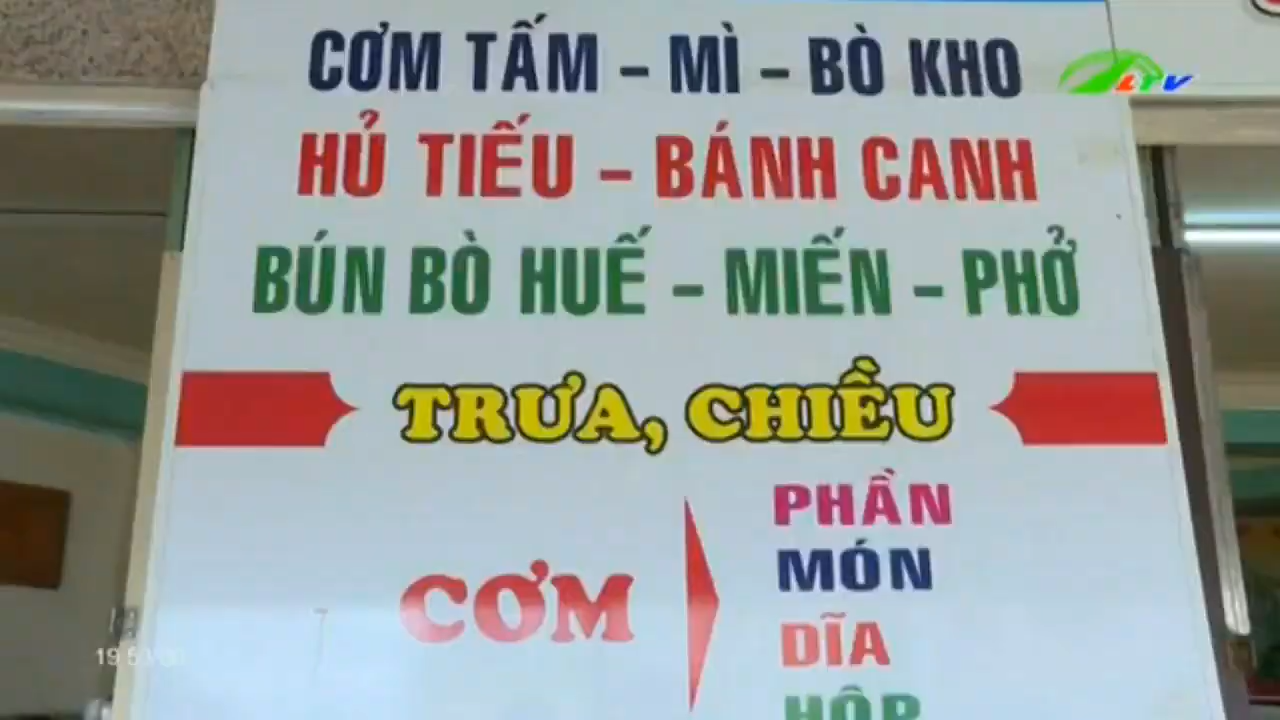 CƠM TẤM - MÌ - BÒ KHO
LTV
HỦ TIẾU - BÁNH CANH
BÚN BÒ HUẾ - MIẾN - PHỞ
TRƯA, CHIỀU
CƠM
PHẦN
MÓN
DĨA
HỘP